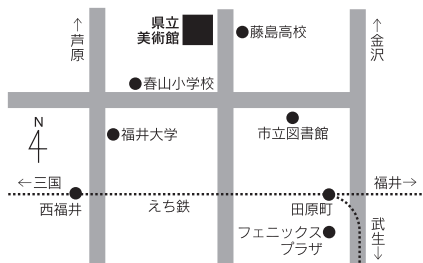 ↑芦原
県立
美術館
藤島高校
↑金沢
春山小学校
N
福井大学
市立図書館
←三国
福井→
西福井
えち鉄
田原町
武生↓
フェニックス
プラザ